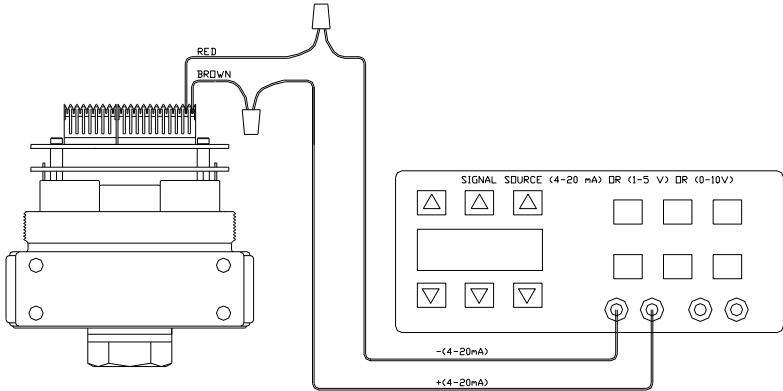 RED
BROWN
SIGNAL SOURCE (4-20 mA) OR (1-5 V) OR (0-10V)
-(4-20mA)
+(4-20mA)